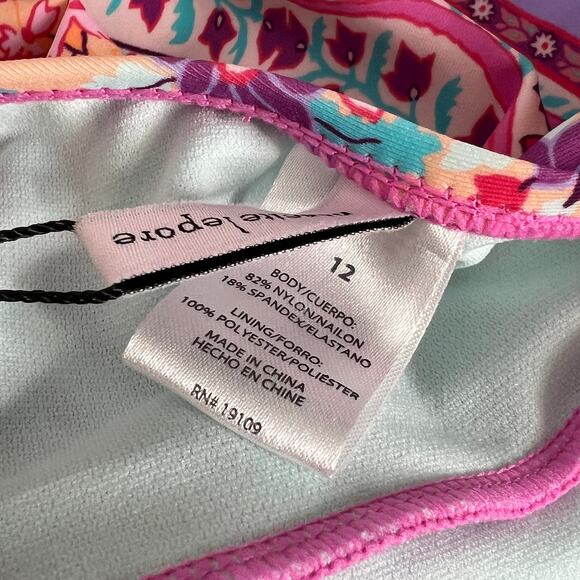 lepore
12
BODY/CUERPO:
82% NYLON/NAILON
18% SPANDEX/ELASTANO
LINING/FORRO:
100% POLYESTER/POLIÉSTER
MADE IN CHINA
HECHO EN CHINE
RN# 19109